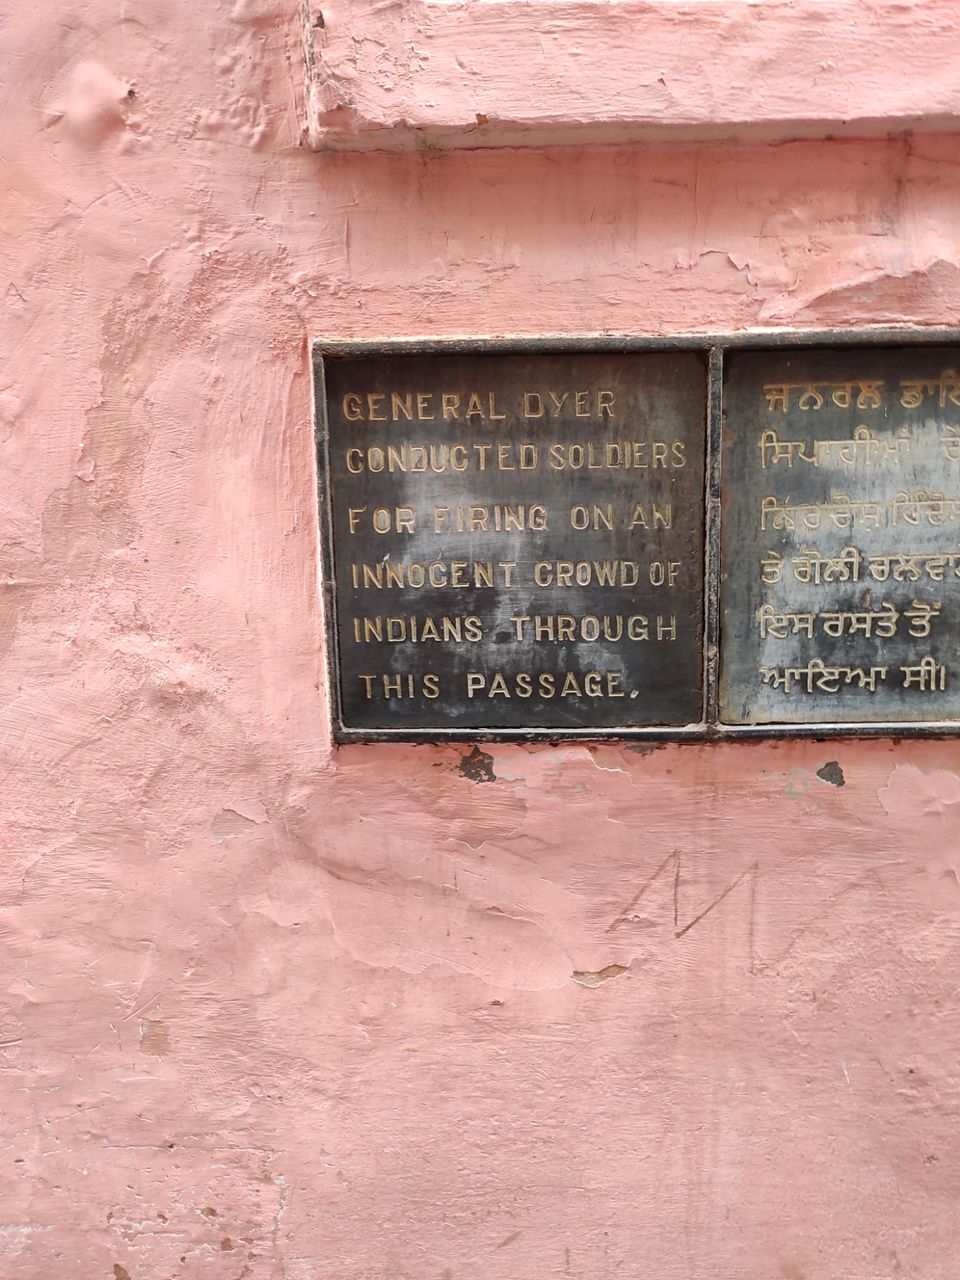 GENERAL DYER
CONDUCTED SOLDIERS
FOR FIRING ON AN
INNOCENT CROWD OF
INDIANS THROUGH
THIS PASSAGE.
ਜਨਰਲ
ਸਿਪਾਹੀਆਂ
ਤੇ ਗੋਲੀ
ਇਸ ਰਸਤੇ ਤੋਂ
ਆਇਆ ਸੀ।